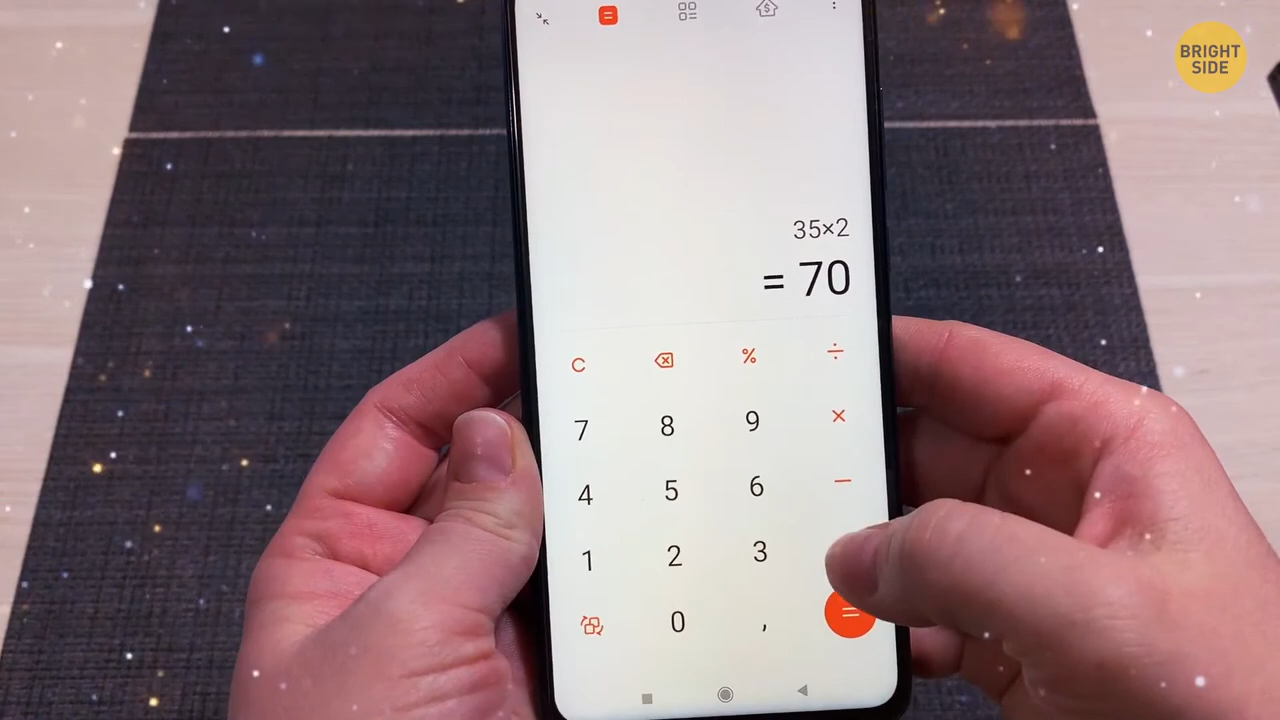 BRIGHT
SIDE
$
35×2
= 70
C % ÷
7 8 9 ×
4 5 6 −
1 2 3
0 , =